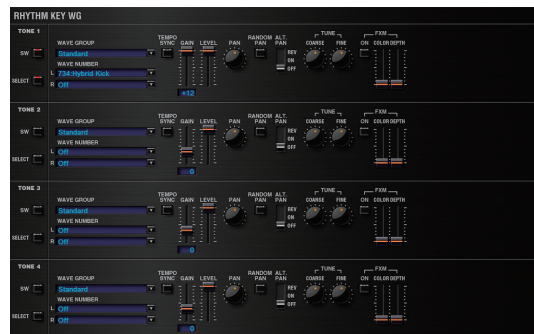 RHYTHM KEY WG
TONE 1
WAVE GROUP
TEMPO SYNC GAIN LEVEL PAN RANDOM PAN ALT. PAN TUNE COARSE FINE FXM ON COLOR DEPTH
SW Standard
REV
WAVE NUMBER
ON
L 734:Hybrid Kick
OFF
SELECT R Off
+12
TONE 2
WAVE GROUP
TEMPO SYNC GAIN LEVEL PAN RANDOM PAN ALT. PAN TUNE COARSE FINE FXM ON COLOR DEPTH
SW Standard
REV
WAVE NUMBER
ON
L Off
OFF
SELECT R Off
0
TONE 3
WAVE GROUP
TEMPO SYNC GAIN LEVEL PAN RANDOM PAN ALT. PAN TUNE COARSE FINE FXM ON COLOR DEPTH
SW Standard
REV
WAVE NUMBER
ON
L Off
OFF
SELECT R Off
0
TONE 4
WAVE GROUP
TEMPO SYNC GAIN LEVEL PAN RANDOM PAN ALT. PAN TUNE COARSE FINE FXM ON COLOR DEPTH
SW Standard
REV
WAVE NUMBER
ON
L Off
OFF
SELECT R Off
0